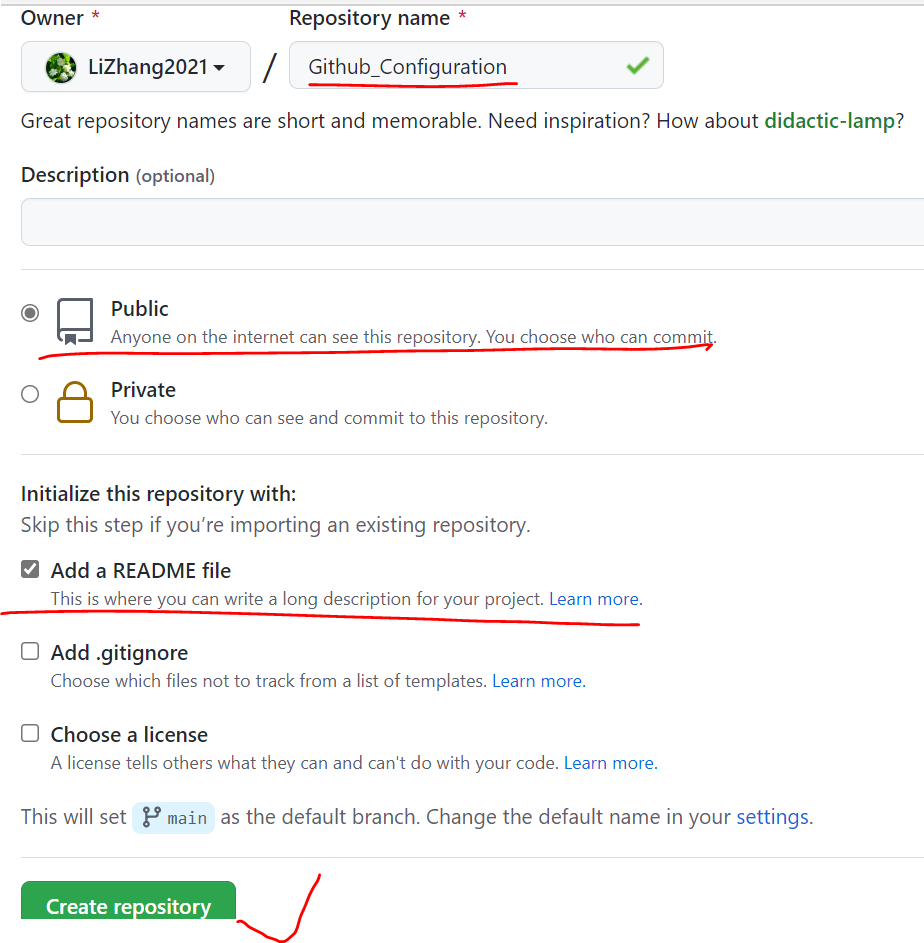 Owner * Repository name *
LiZhang2021 / Github_Configuration
Great repository names are short and memorable. Need inspiration? How about didactic-lamp?
Description (optional)
Public
Anyone on the internet can see this repository. You choose who can commit.
Private
You choose who can see and commit to this repository.
Initialize this repository with:
Skip this step if you’re importing an existing repository.
Add a README file
This is where you can write a long description for your project. Learn more.
Add .gitignore
Choose which files not to track from a list of templates. Learn more.
Choose a license
A license tells others what they can and can't do with your code. Learn more.
This will set main as the default branch. Change the default name in your settings.
Create repository